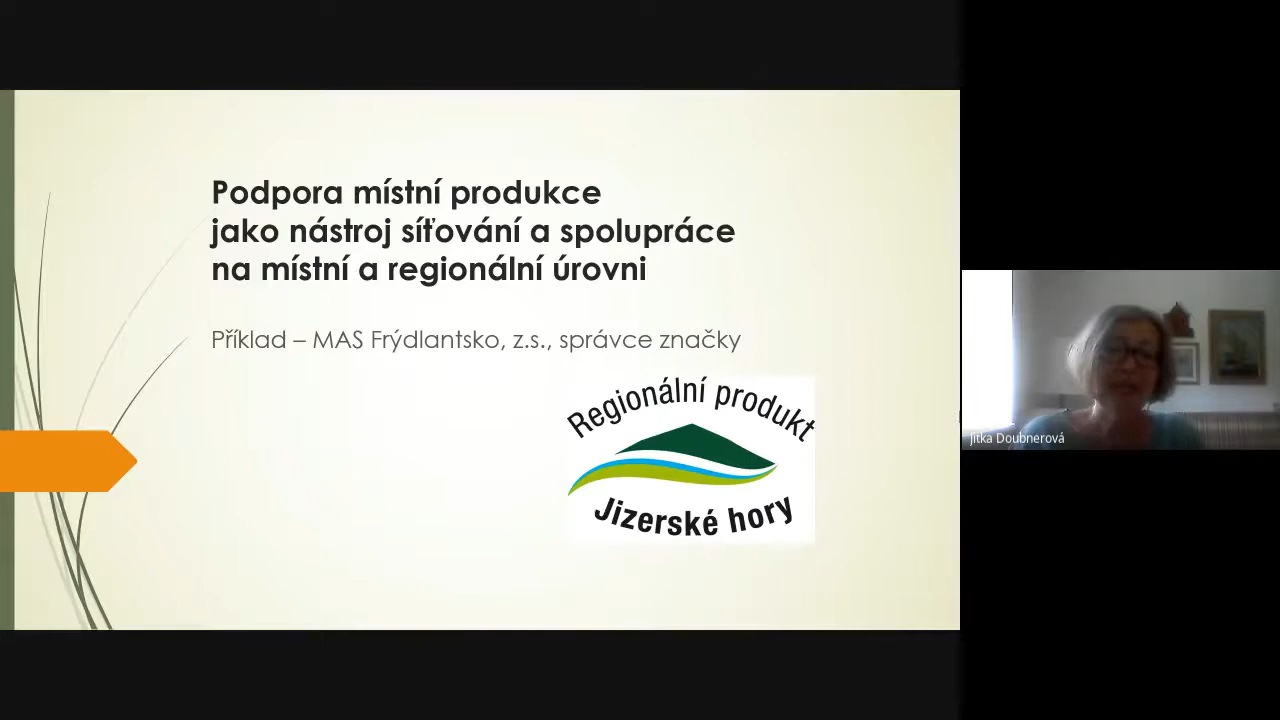 Podpora místní produkce
jako nástroj síťování a spolupráce
na místní a regionální úrovni
Příklad – MAS Frýdlantsko, z.s., správce značky
Regionální produkt
Jizerské hory
Jitka Doubnerová